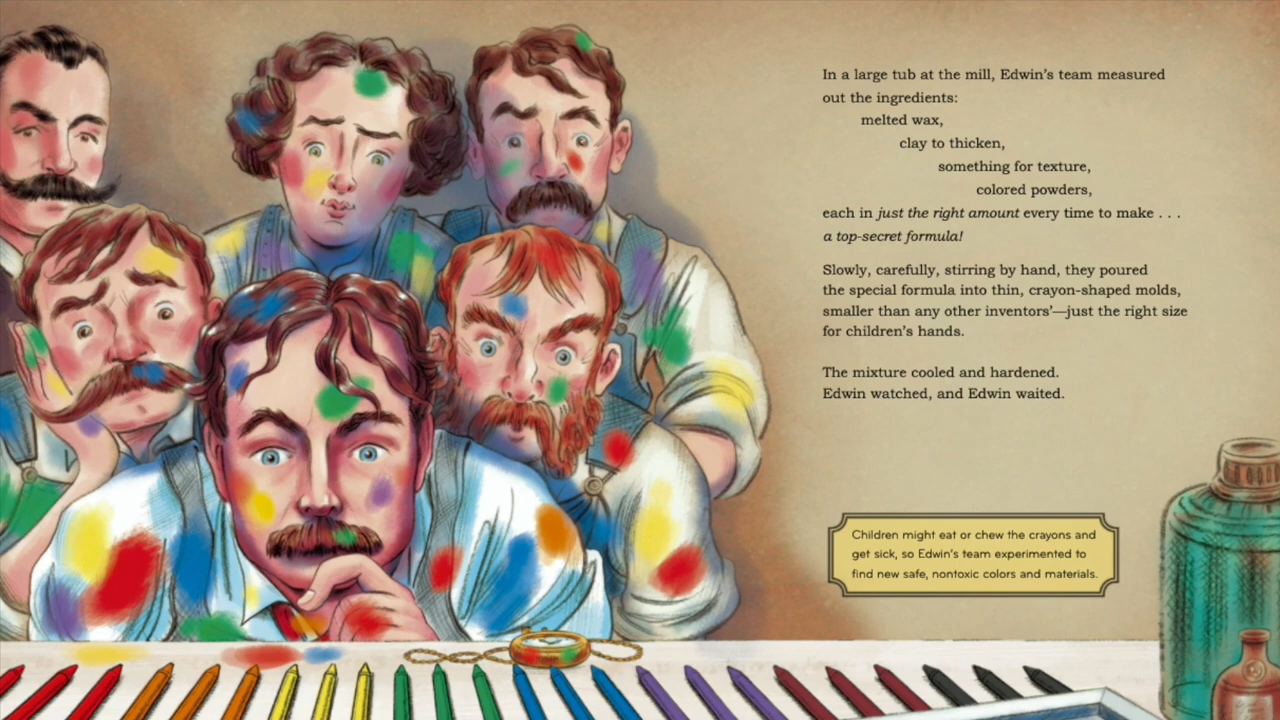 In a large tub at the mill, Edwin’s team measured
out the ingredients:
melted wax,
clay to thicken,
something for texture,
colored powders,
each in just the right amount every time to make . . .
a top-secret formula!
Slowly, carefully, stirring by hand, they poured
the special formula into thin, crayon-shaped molds,
smaller than any other inventors’—just the right size
for children’s hands.
The mixture cooled and hardened.
Edwin watched, and Edwin waited.
Children might eat or chew the crayons and
get sick, so Edwin’s team experimented to
find new safe, nontoxic colors and materials.